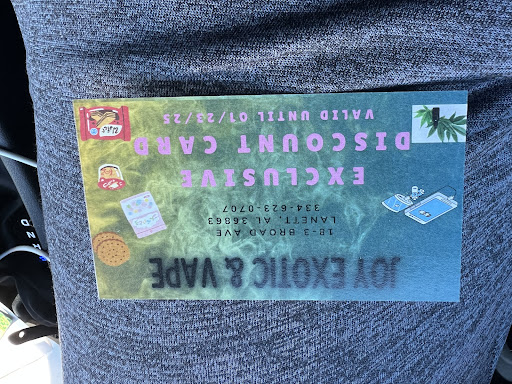 JOY EXOTIC & VAPE
18-3 BROAD AVE
LANETT, AL 36863
334-623-0707
EXCLUSIVE
DISCOUNT CARD
VALID UNTIL 01/23/25